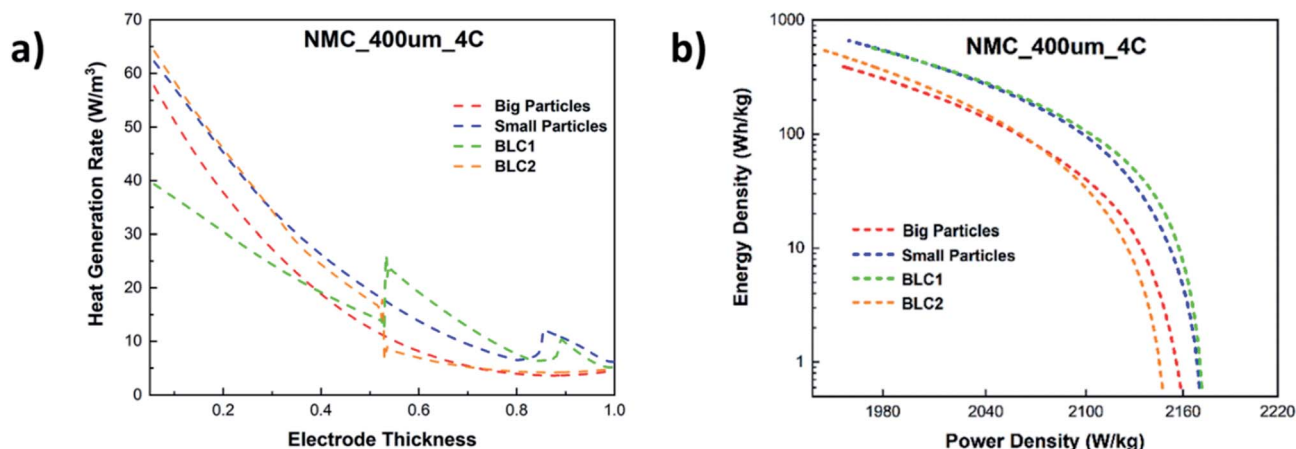 a)
NMC_400um_4C
Heat Generation Rate (W/m³)
70
60
50
40
30
20
10
0
Big Particles
Small Particles
BLC1
BLC2
0.2
0.4
0.6
0.8
1.0
Electrode Thickness
b)
NMC_400um_4C
Energy Density (Wh/kg)
1000
100
10
1
Big Particles
Small Particles
BLC1
BLC2
1980
2040
2100
2160
2220
Power Density (W/kg)